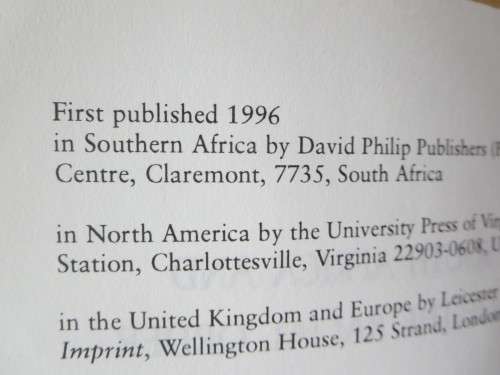 First published 1996
in Southern Africa by David Philip Publishers
Centre, Claremont, 7735, South Africa
in North America by the University Press of
Station, Charlottesville, Virginia 22903-0608,
in the United Kingdom and Europe by Leicester
Imprint, Wellington House, 125 Strand, London